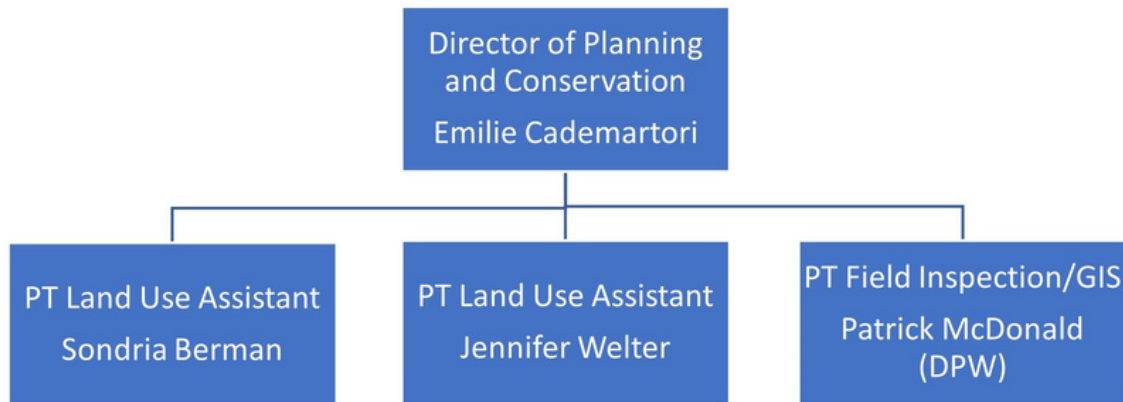 Director of Planning
and Conservation
Emilie Cademartori
PT Land Use Assistant
Sondria Berman
PT Land Use Assistant
Jennifer Welter
PT Field Inspection/GIS
Patrick McDonald
(DPW)